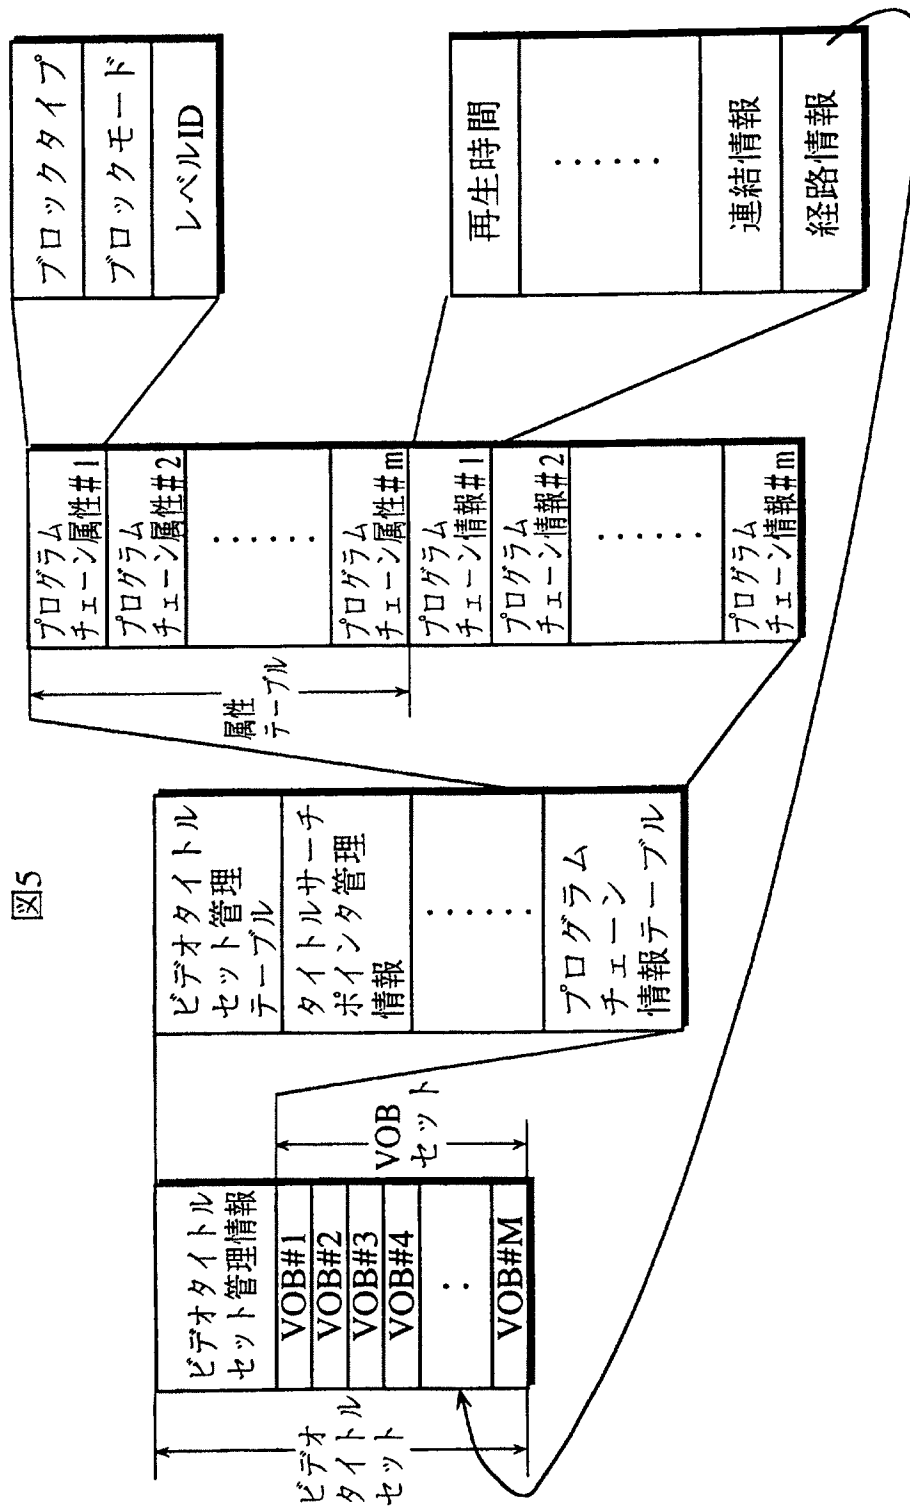 図5
ビデオ
タイトル
セット
ビデオタイトル
セット管理情報
VOB#1
VOB#2
VOB#3
VOB#4
‥
VOB#M
VOB
セット
ビデオタイトル
セット管理
テーブル
タイトルサーチ
ポインタ管理
情報
‥‥‥
プログラム
チェーン
情報テーブル
属性
テーブル
プログラム
チェーン属性#1
プログラム
チェーン属性#2
‥‥‥
プログラム
チェーン属性#m
プログラム
チェーン情報#1
プログラム
チェーン情報#2
‥‥‥
プログラム
チェーン情報#m
ブロックタイプ
ブロックモード
レベルID
再生時間
‥‥‥
連結情報
経路情報